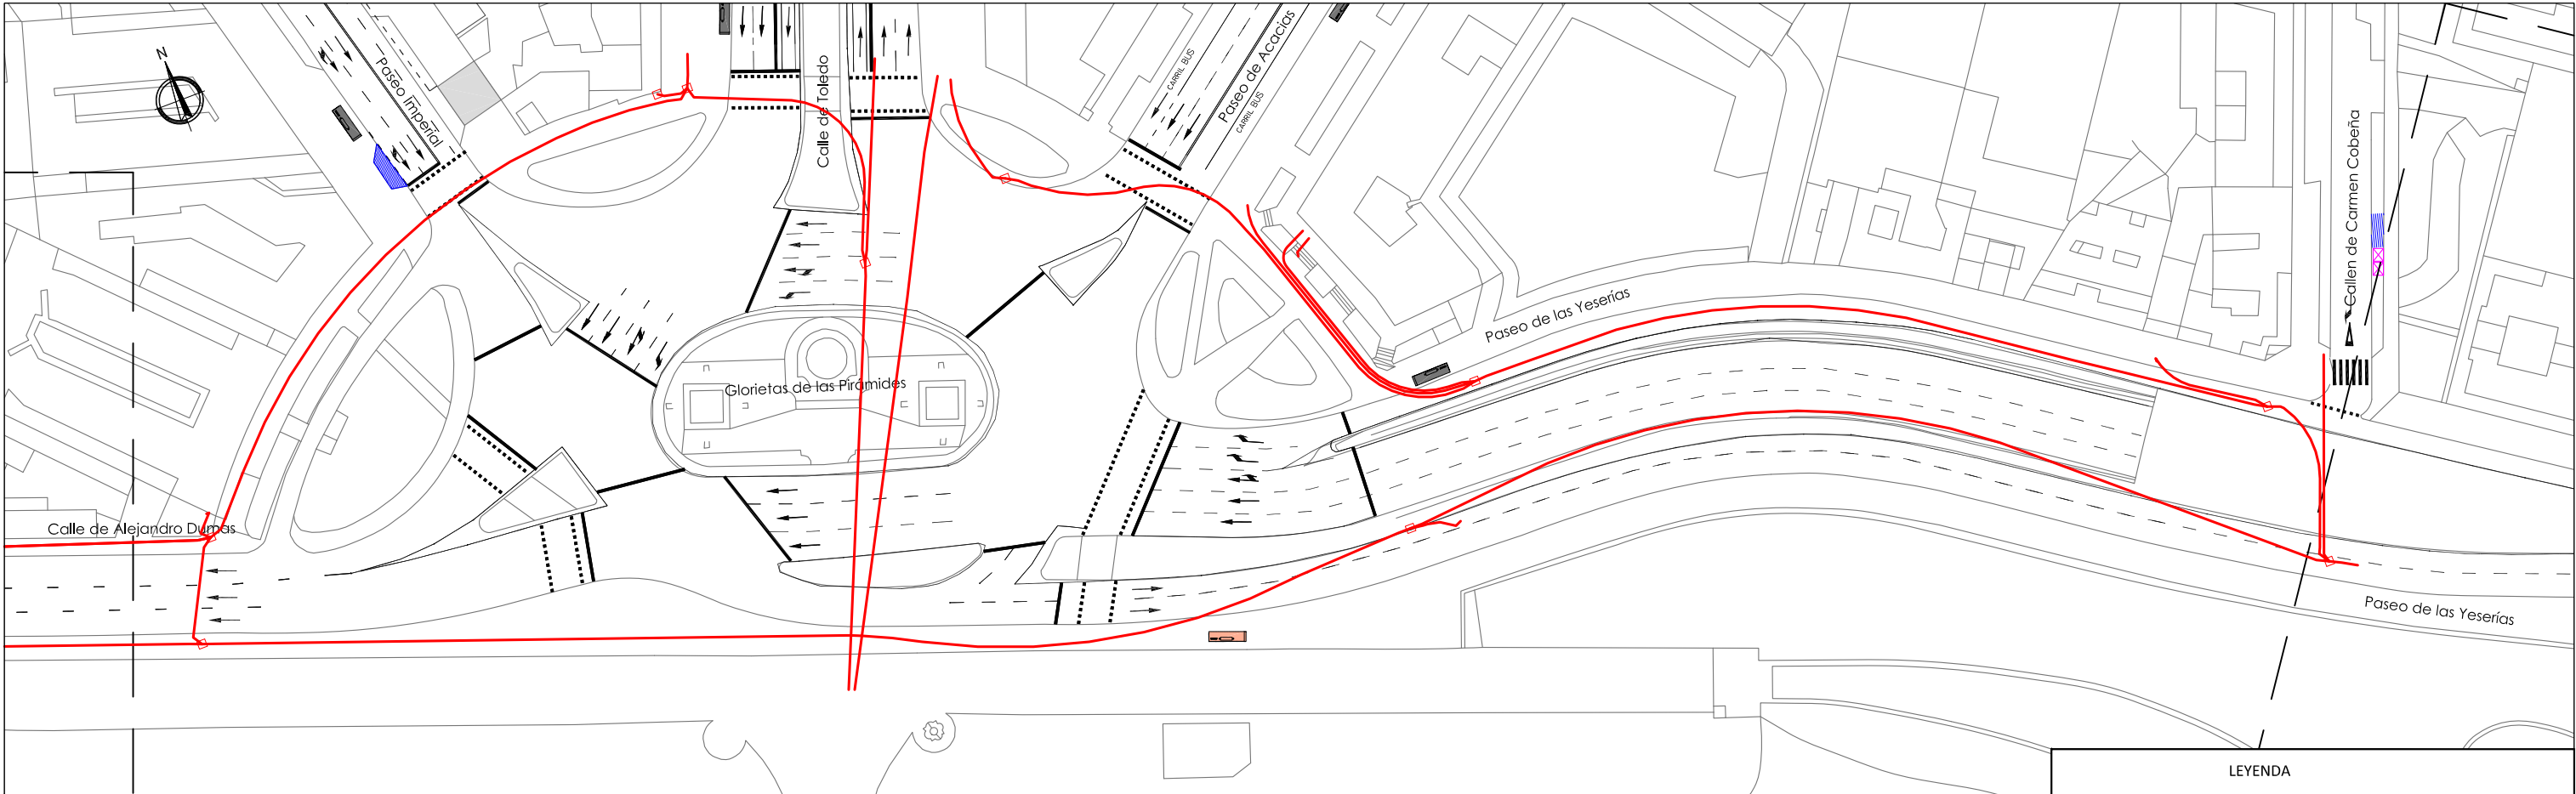 N
Paseo Imperial
Calle de Toledo
CARRIL BUS
Paseo de Acacias
CARRIL BUS
Callen de Carmen Cobeña
Paseo de las Yeserías
Glorietas de las Pirámides
Calle de Alejandro Dumas
Paseo de las Yeserías
LEYENDA